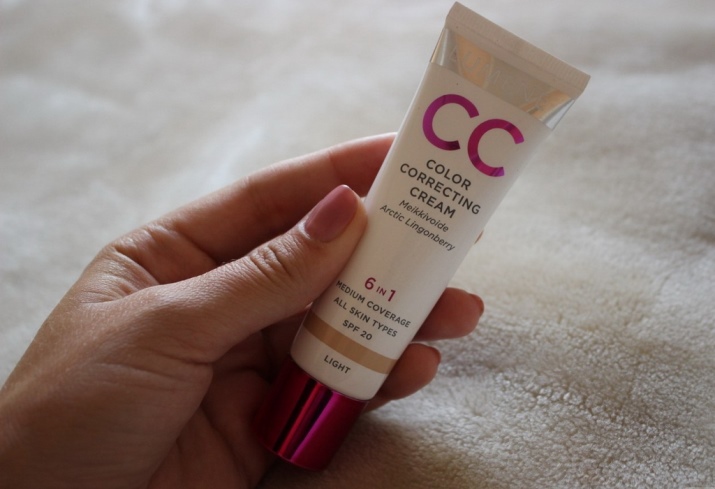 CC
COLOR
CORRECTING
CREAM
Meikkivoide
Arctic Lingonberry
6 IN 1
MEDIUM COVERAGE
ALL SKIN TYPES
SPF 20
LIGHT